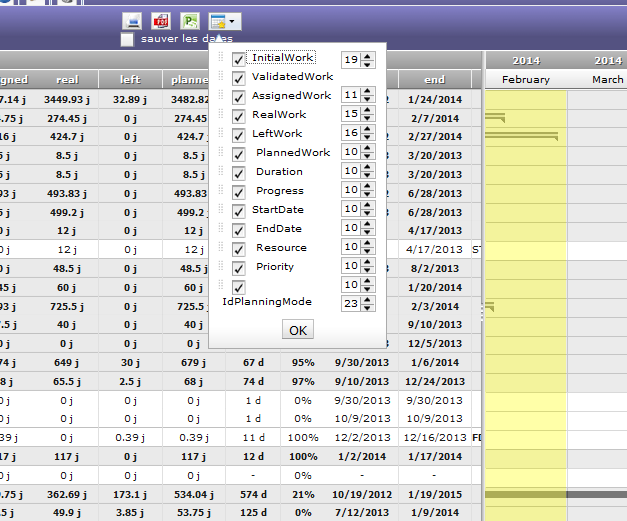 sauver les dates
InitialWork 19
ValidatedWork
AssignedWork 11
RealWork 15
LeftWork 16
PlannedWork 10
Duration 10
Progress 10
StartDate 10
EndDate 10
Resource 10
Priority 10
10
IdPlanningMode 23
OK
2014 2014
real left end February March
7.14 j 3449.93 j 32.89 j 3482.82 1/24/2014
.75 j 274.45 j 0 j 274.45 2/7/2014
16 j 424.7 j 0 j 424.7 2/27/2014
j 8.5 j 0 j 8.5 j 3/20/2013
j 8.5 j 0 j 8.5 j 3/20/2013
93 j 493.83 j 0 j 493.83 6/28/2013
j 499.2 j 0 j 499.2 6/28/2013
j 12 j 0 j 12 j 4/17/2013
0 j 12 j 0 j 12 j 4/17/2013
j 48.5 j 0 j 48.5 j 8/2/2013
45 j 60 j 0 j 60 j 1/20/2014
93 j 725.5 j 0 j 725.5 j 2/3/2014
7.5 j 40 j 0 j 40 j 9/10/2013
0 j 0 j 0 j 0 j 12/5/2013
74 j 649 j 30 j 679 j 67 d 95% 9/30/2013 1/6/2014
8 j 65.5 j 2.5 j 68 j 74 d 97% 9/10/2013 12/24/2013
0 j 0 j 0 j 0 j 1 d 0% 9/30/2013 9/30/2013
0 j 0 j 0 j 0 j 1 d 0% 10/9/2013 10/9/2013
.39 j 0 j 0.39 j 0.39 j 11 d 100% 12/2/2013 12/16/2013
17 j 117 j 0 j 117 j 12 d 100% 1/2/2014 1/17/2014
0 j 0 j 0 j 0 j - 0% - -
9.75 j 362.69 j 173.1 j 534.04 j 574 d 21% 10/19/2012 1/19/2015
.5 j 49.9 j 3.85 j 53.75 j 125 d 0% 7/12/2013 1/9/2014